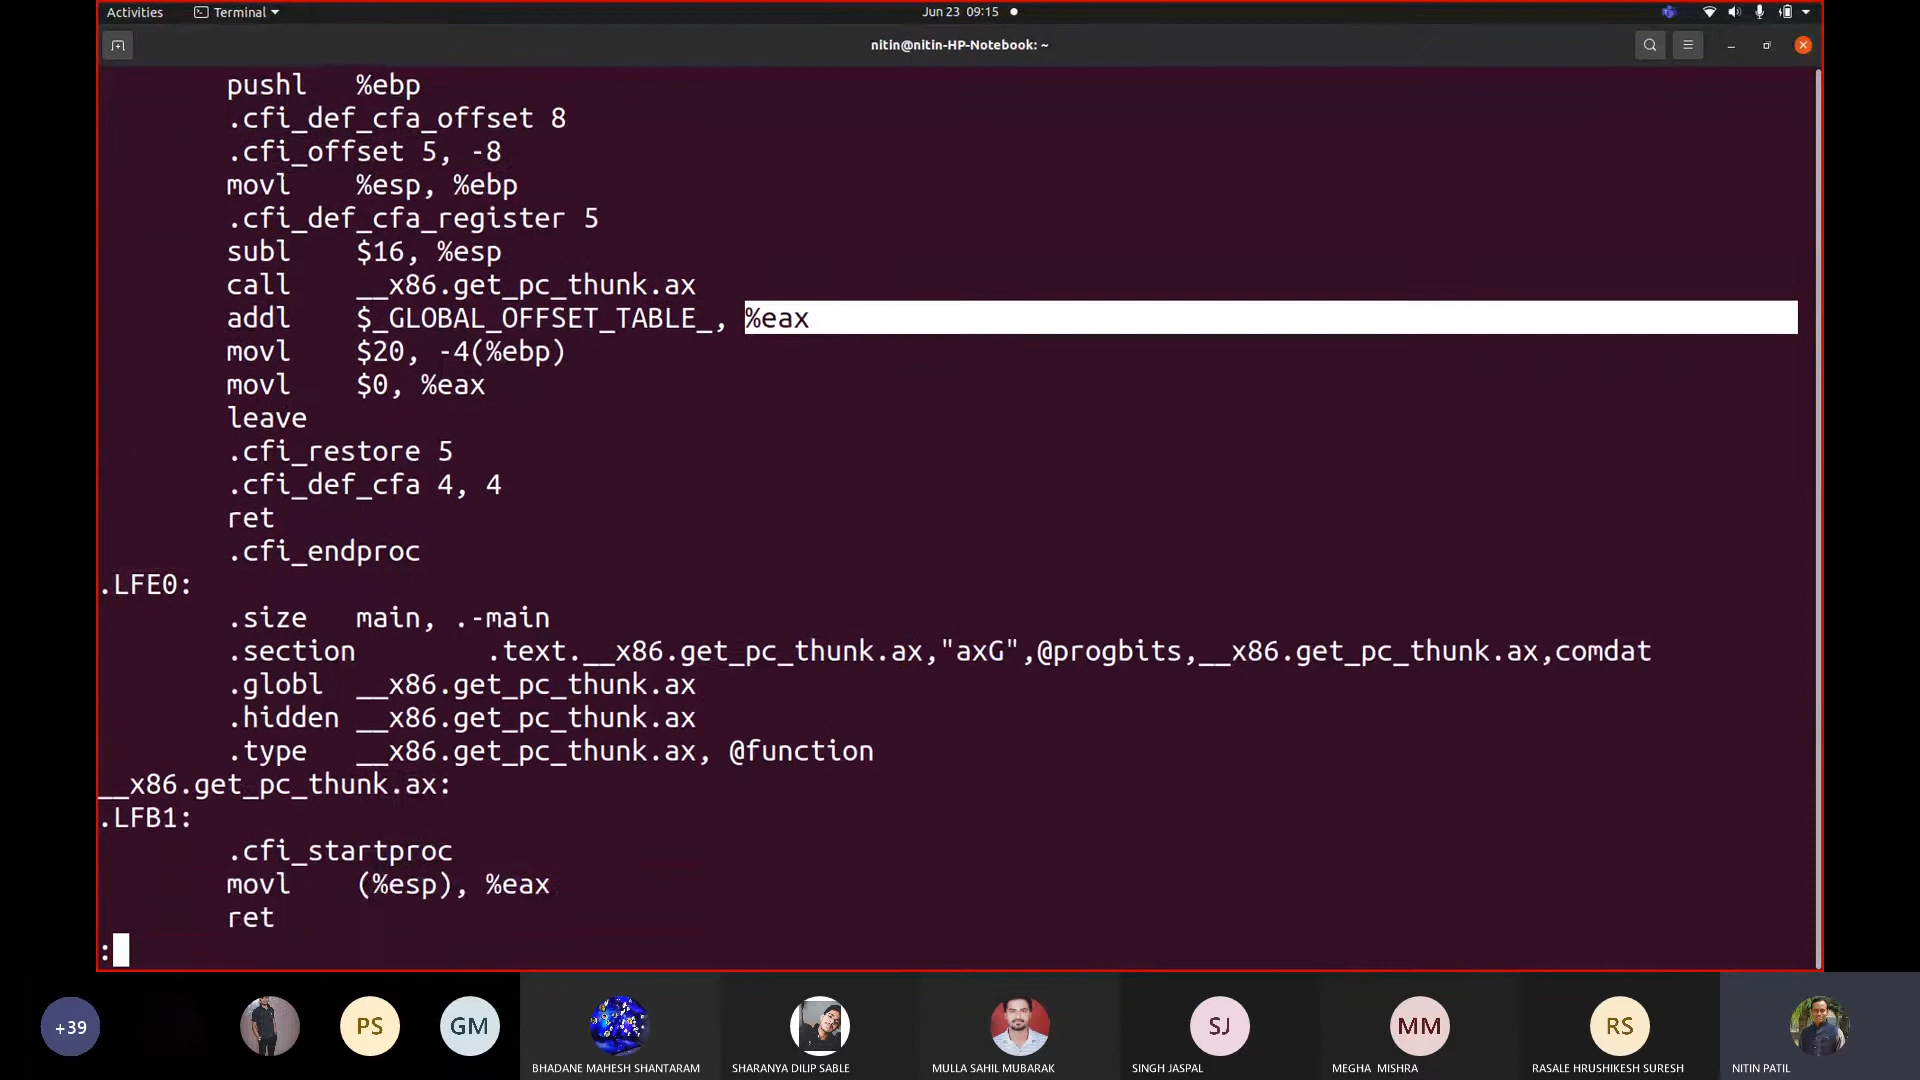 Activities Terminal Jun 23 09:15
nitin@nitin-HP-Notebook: ~
pushl %ebp
.cfi_def_cfa_offset 8
.cfi_offset 5, -8
movl %esp, %ebp
.cfi_def_cfa_register 5
subl $16, %esp
call __x86.get_pc_thunk.ax
addl $_GLOBAL_OFFSET_TABLE_, %eax
movl $20, -4(%ebp)
movl $0, %eax
leave
.cfi_restore 5
.cfi_def_cfa 4, 4
ret
.cfi_endproc
.LFE0:
.size main, .-main
.section .text.__x86.get_pc_thunk.ax,"axG",@progbits,__x86.get_pc_thunk.ax,comdat
.globl __x86.get_pc_thunk.ax
.hidden __x86.get_pc_thunk.ax
.type __x86.get_pc_thunk.ax, @function
__x86.get_pc_thunk.ax:
.LFB1:
.cfi_startproc
movl (%esp), %eax
ret
:
+39 PS GM SJ MM RS
BHADANE MAHESH SHANTARAM SHARANYA DILIP SABLE MULLA SAHIL MUBARAK SINGH JASPAL MEGHA MISHRA RASALE HRUSHIKESH SURESH NITIN PATIL